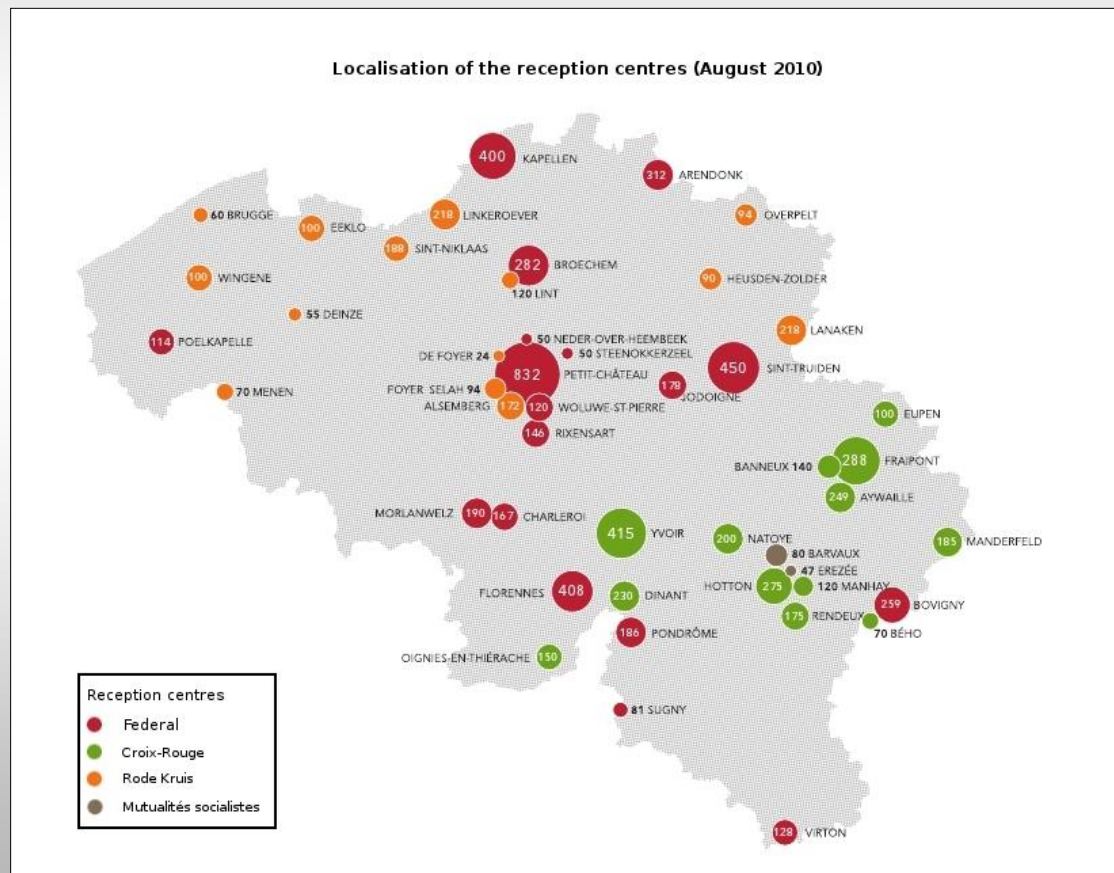 Localisation of the reception centres (August 2010)
400 KAPELLEN
312 ARENDONK
60 BRUGGE
100 EEKLO
218 LINKEROEVER
94 OVERPELT
188 SINT-NIKLAAS
282 BROECHEM
100 WINGENE
120 LINT
90 HEUSDEN-ZOLDER
55 DEINZE
218 LANAKEN
114 POELKAPELLE
50 NEDER-OVER-HEEMBEEK
DE FOYER 24
50 STEENOKKERZEEL
832 PETIT-CHÂTEAU
450 SINT-TRUIDEN
70 MENEN
FOYER SELAH 94
178 JODOIGNE
ALSEMBERG 172
120 WOLUWE-ST-PIERRE
100 EUPEN
146 RIXENSART
BANNEUX 140
288 FRAIPONT
249 AYWAILLE
MORLANWELZ 190
167 CHARLEROI
415 YVOIR
200 NATOYE
185 MANDERFELD
80 BARVAUX
47 EREZÉE
HOTTON 275
120 MANHAY
FLORENNES 408
230 DINANT
259 BOVIGNY
175 RENDEUX
186 PONDRÔME
70 BÉHO
OIGNIES-EN-THIÉRACHE 150
81 SUGNY
128 VIRTON
Reception centres
Federal
Croix-Rouge
Rode Kruis
Mutualités socialistes